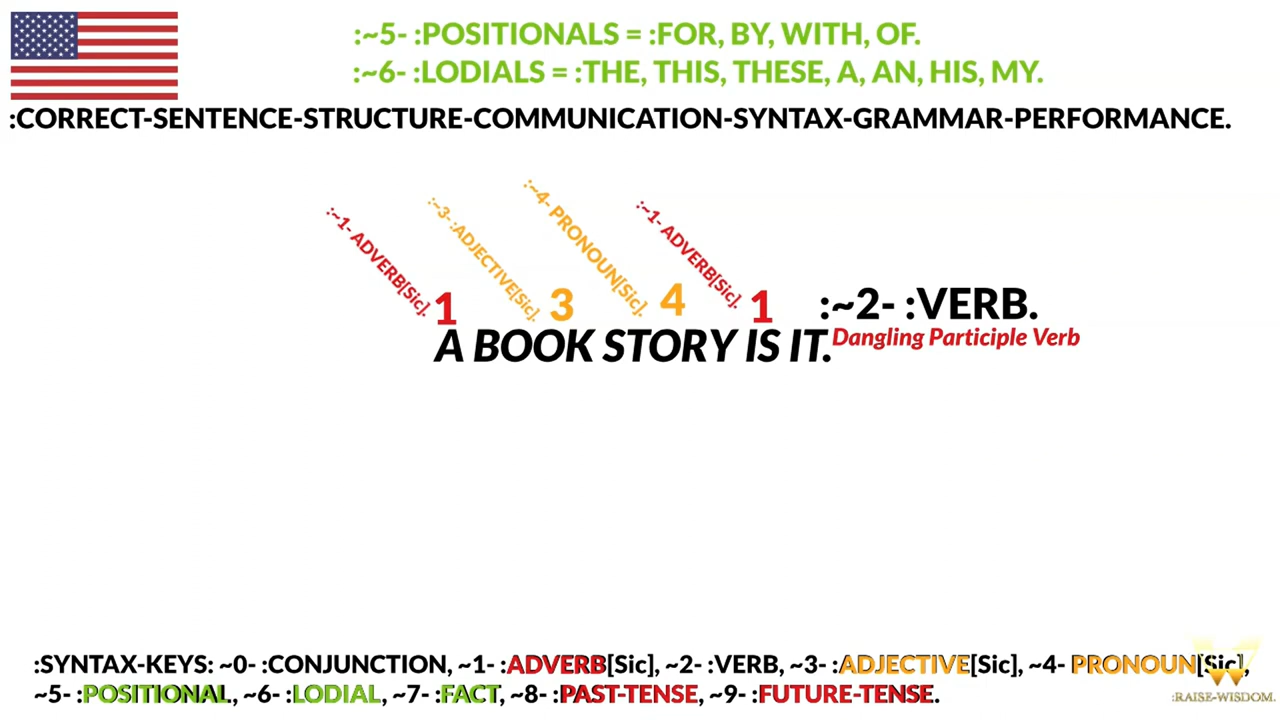 :~5- :POSITIONALS = :FOR, BY, WITH, OF.
:~6- :LODIALS = :THE, THIS, THESE, A, AN, HIS, MY.
:CORRECT-SENTENCE-STRUCTURE-COMMUNICATION-SYNTAX-GRAMMAR-PERFORMANCE.
:~1- ADVERB[Sic].
:~3- :ADJECTIVE[Sic].
:~4- PRONOUN[Sic].
:~1- ADVERB[Sic].
1 3 4 1 :~2- :VERB.
A BOOK STORY IS IT. Dangling Participle Verb
:SYNTAX-KEYS: ~0- :CONJUNCTION, ~1- :ADVERB[Sic], ~2- :VERB, ~3- :ADJECTIVE[Sic], ~4- PRONOUN[Sic],
~5- :POSITIONAL, ~6- :LODIAL, ~7- :FACT, ~8- :PAST-TENSE, ~9- :FUTURE-TENSE.
:RAISE-WISDOM.